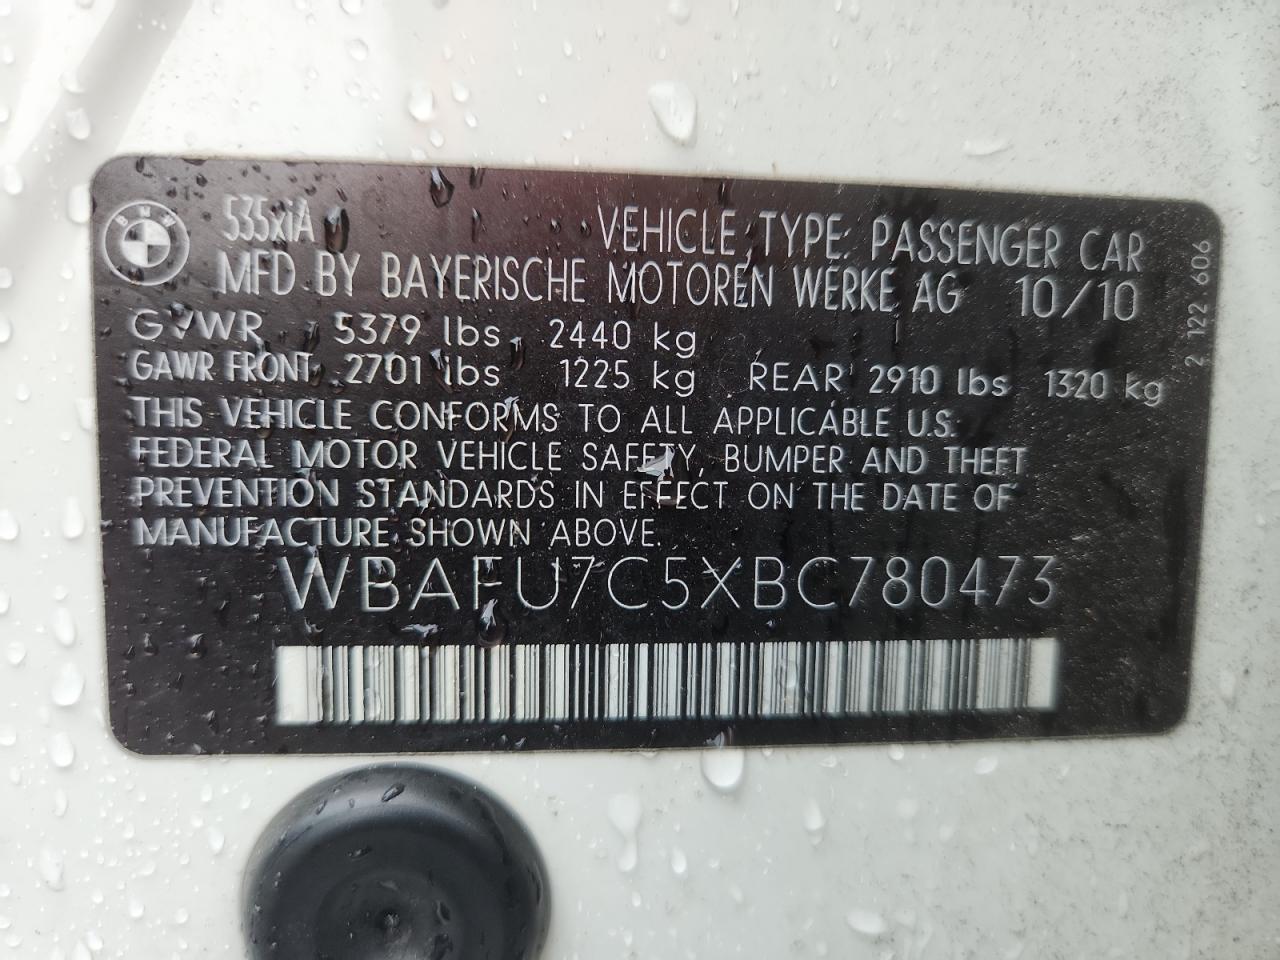 BMW
535xiA VEHICLE TYPE: PASSENGER CAR
MFD BY BAYERISCHE MOTOREN WERKE AG 10/10
GVWR 5379 lbs 2440 kg
GAWR FRONT 2701 lbs 1225 kg REAR 2910 lbs 1320 kg
THIS VEHICLE CONFORMS TO ALL APPLICABLE U.S.
FEDERAL MOTOR VEHICLE SAFETY, BUMPER AND THEFT
PREVENTION STANDARDS IN EFFECT ON THE DATE OF
MANUFACTURE SHOWN ABOVE.
WBAFU7C5XBC780473
2 122 606